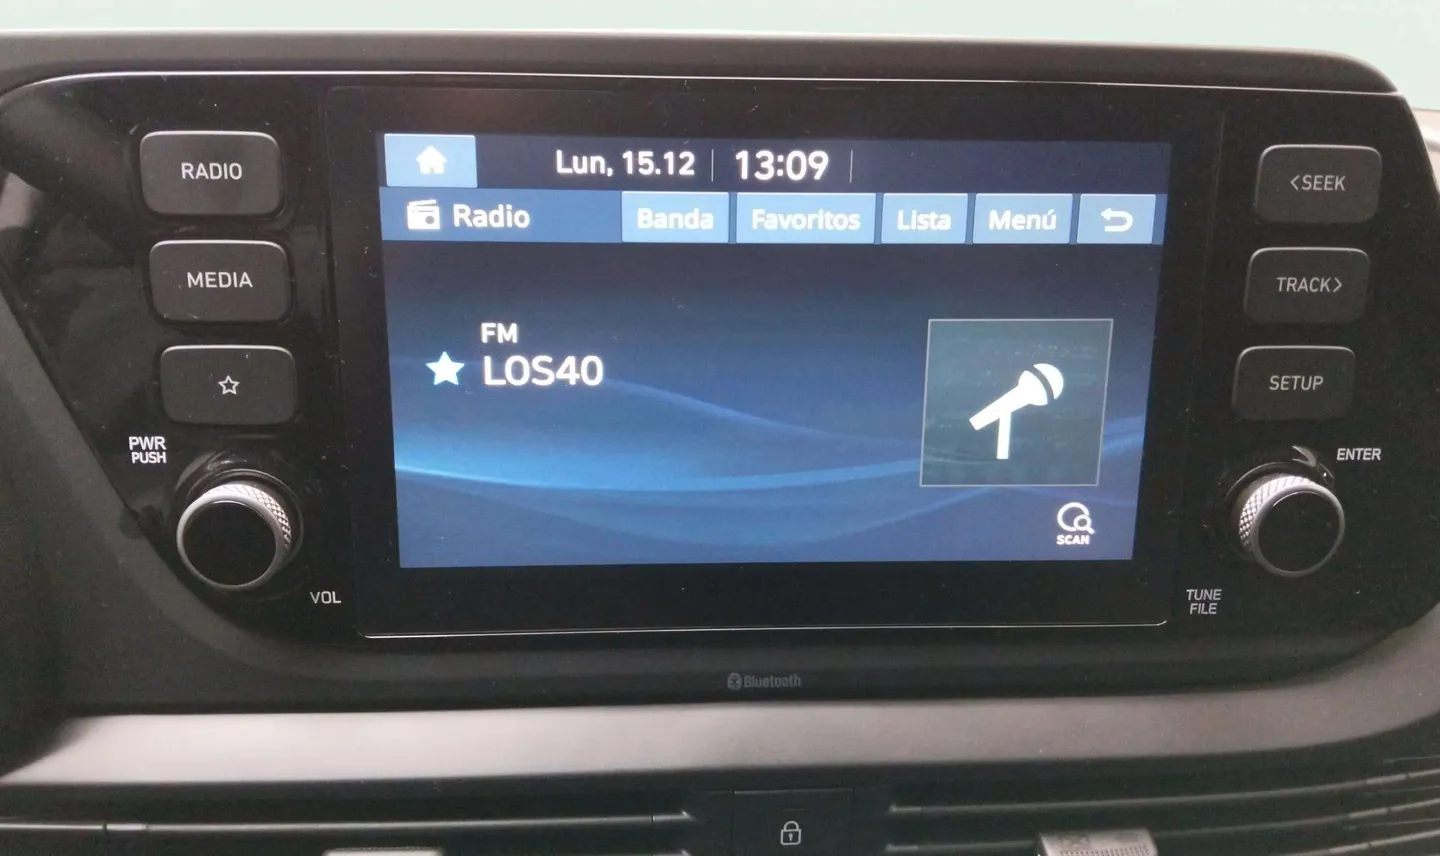 RADIO
MEDIA
PWR
PUSH
VOL
Lun, 15.12 13:09
Radio Banda Favoritos Lista Menú
FM
LOS40
SCAN
<SEEK
TRACK>
SETUP
ENTER
TUNE
FILE
Bluetooth